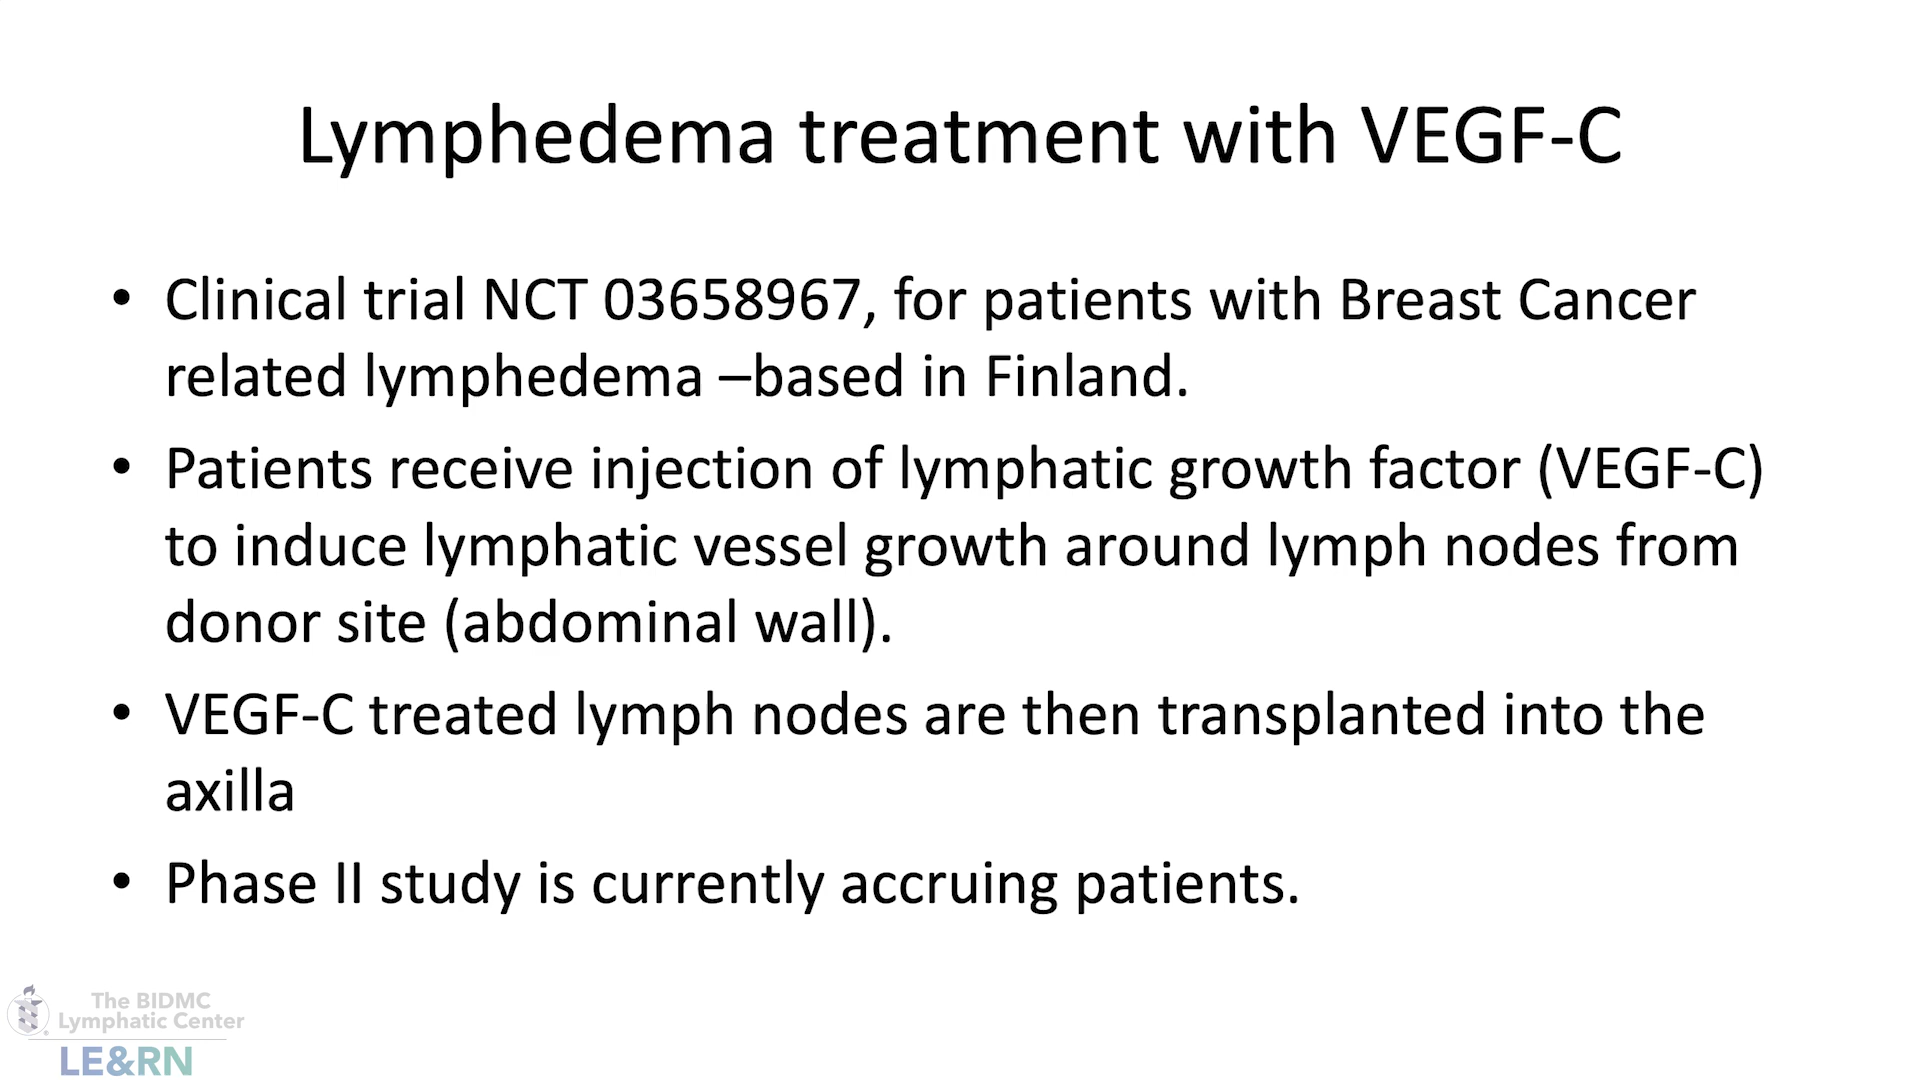 Lymphedema treatment with VEGF-C
• Clinical trial NCT 03658967, for patients with Breast Cancer
related lymphedema –based in Finland.
• Patients receive injection of lymphatic growth factor (VEGF-C)
to induce lymphatic vessel growth around lymph nodes from
donor site (abdominal wall).
• VEGF-C treated lymph nodes are then transplanted into the
axilla
• Phase II study is currently accruing patients.
The BIDMC
Lymphatic Center
LE&RN